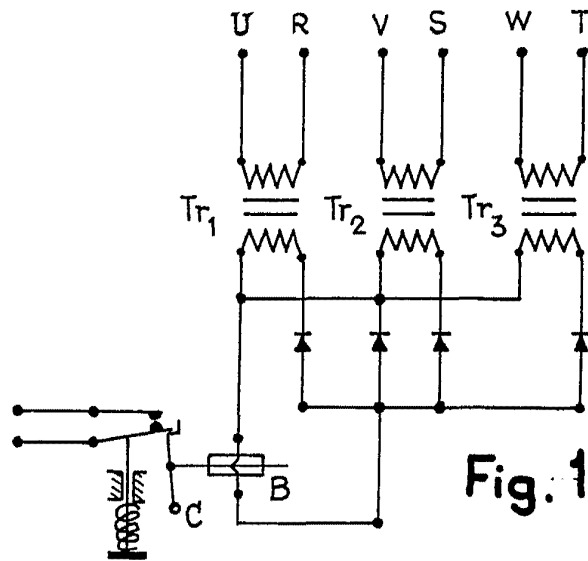 U R V S W T
Tr₁ Tr₂ Tr₃
B
C
Fig. 1